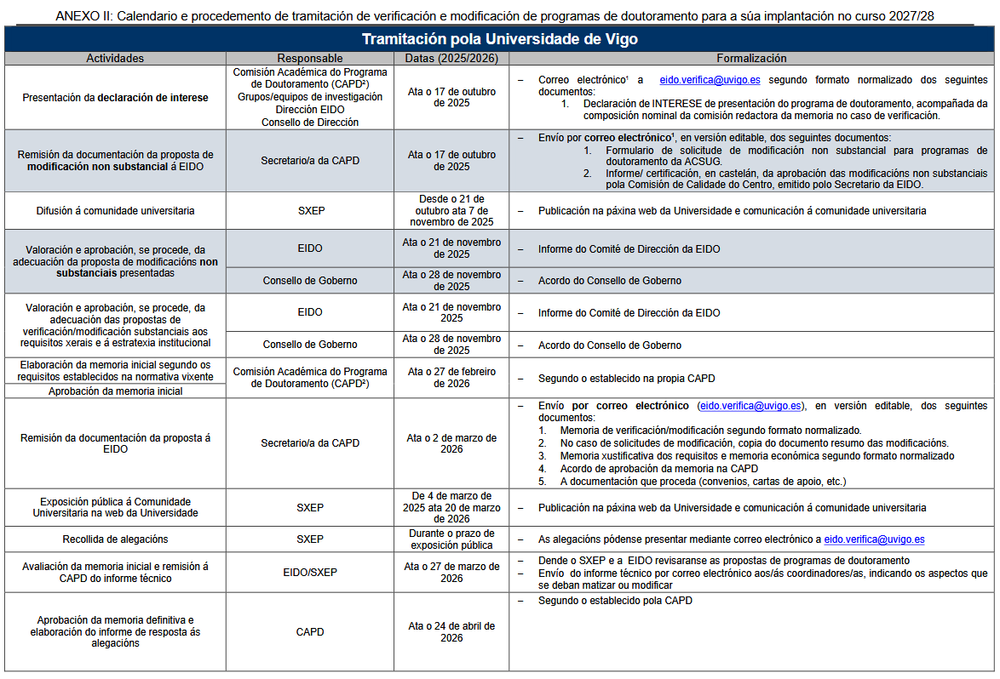 ANEXO II: Calendario e procedemento de tramitación de verificación e modificación de programas de doutoramento para a súa implantación no curso 2027/28
Tramitación pola Universidade de Vigo
Actividades Responsable Datas (2025/2026) Formalización
Presentación da declaración de interese
Comisión Académica do Programa
de Doutoramento (CAPD²)
Grupos/equipos de investigación
Dirección EIDO
Consello de Dirección
Ata o 17 de outubro
de 2025
– Correo electrónico¹ a eido.verifica@uvigo.es segundo formato normalizado dos seguintes
documentos:
1. Declaración de INTERESE de presentación do programa de doutoramento, acompañada da
composición nominal da comisión redactora da memoria no caso de verificación.
Remisión da documentación da proposta de
modificación non substancial á EIDO
Secretario/a da CAPD
Ata o 17 de outubro
de 2025
– Envío por correo electrónico¹, en versión editable, dos seguintes documentos:
1. Formulario de solicitude de modificación non substancial para programas de
doutoramento da ACSUG.
2. Informe/ certificación, en castelán, da aprobación das modificacións non substanciais
pola Comisión de Calidade do Centro, emitido polo Secretario da EIDO.
Difusión á comunidade universitaria
SXEP
Desde o 21 de
outubro ata 7 de
novembro de 2025
– Publicación na páxina web da Universidade e comunicación á comunidade universitaria
Valoración e aprobación, se procede, da
adecuación da proposta de modificacións non
substanciais presentadas
EIDO
Ata o 21 de novembro
de 2025
– Informe do Comité de Dirección da EIDO
Consello de Goberno
Ata o 28 de novembro
de 2025
– Acordo do Consello de Goberno
Valoración e aprobación, se procede, da
adecuación das propostas de
verificación/modificación substanciais aos
requisitos xerais e á estratexia institucional
EIDO
Ata o 21 de novembro
2025
– Informe do Comité de Dirección da EIDO
Consello de Goberno
Ata o 28 de novembro
de 2025
– Acordo do Consello de Goberno
Elaboración da memoria inicial segundo os
requisitos establecidos na normativa vixente
Aprobación da memoria inicial
Comisión Académica do Programa
de Doutoramento (CAPD²)
Ata o 27 de febreiro
de 2026
– Segundo o establecido na propia CAPD
Remisión da documentación da proposta á
EIDO
Secretario/a da CAPD
Ata o 2 de marzo de
2026
– Envío por correo electrónico (eido.verifica@uvigo.es), en versión editable, dos seguintes
documentos:
1. Memoria de verificación/modificación segundo formato normalizado.
2. No caso de solicitudes de modificación, copia do documento resumo das modificacións.
3. Memoria xustificativa dos requisitos e memoria económica segundo formato normalizado
4. Acordo de aprobación da memoria na CAPD
5. A documentación que proceda (convenios, cartas de apoio, etc.)
Exposición pública á Comunidade
Universitaria na web da Universidade
SXEP
De 4 de marzo de
2025 ata 20 de marzo
de 2026
– Publicación na páxina web da Universidade e comunicación á comunidade universitaria
Recollida de alegacións
SXEP
Durante o prazo de
exposición pública
– As alegacións pódense presentar mediante correo electrónico a eido.verifica@uvigo.es
Avaliación da memoria inicial e remisión á
CAPD do informe técnico
EIDO/SXEP
Ata o 27 de marzo de
2026
– Dende o SXEP e a EIDO revisaranse as propostas de programas de doutoramento
– Envío do informe técnico por correo electrónico aos/ás coordinadores/as, indicando os aspectos que
se deban matizar ou modificar
Aprobación da memoria definitiva e
elaboración do informe de resposta ás
alegacións
CAPD
Ata o 24 de abril de
2026
– Segundo o establecido pola CAPD